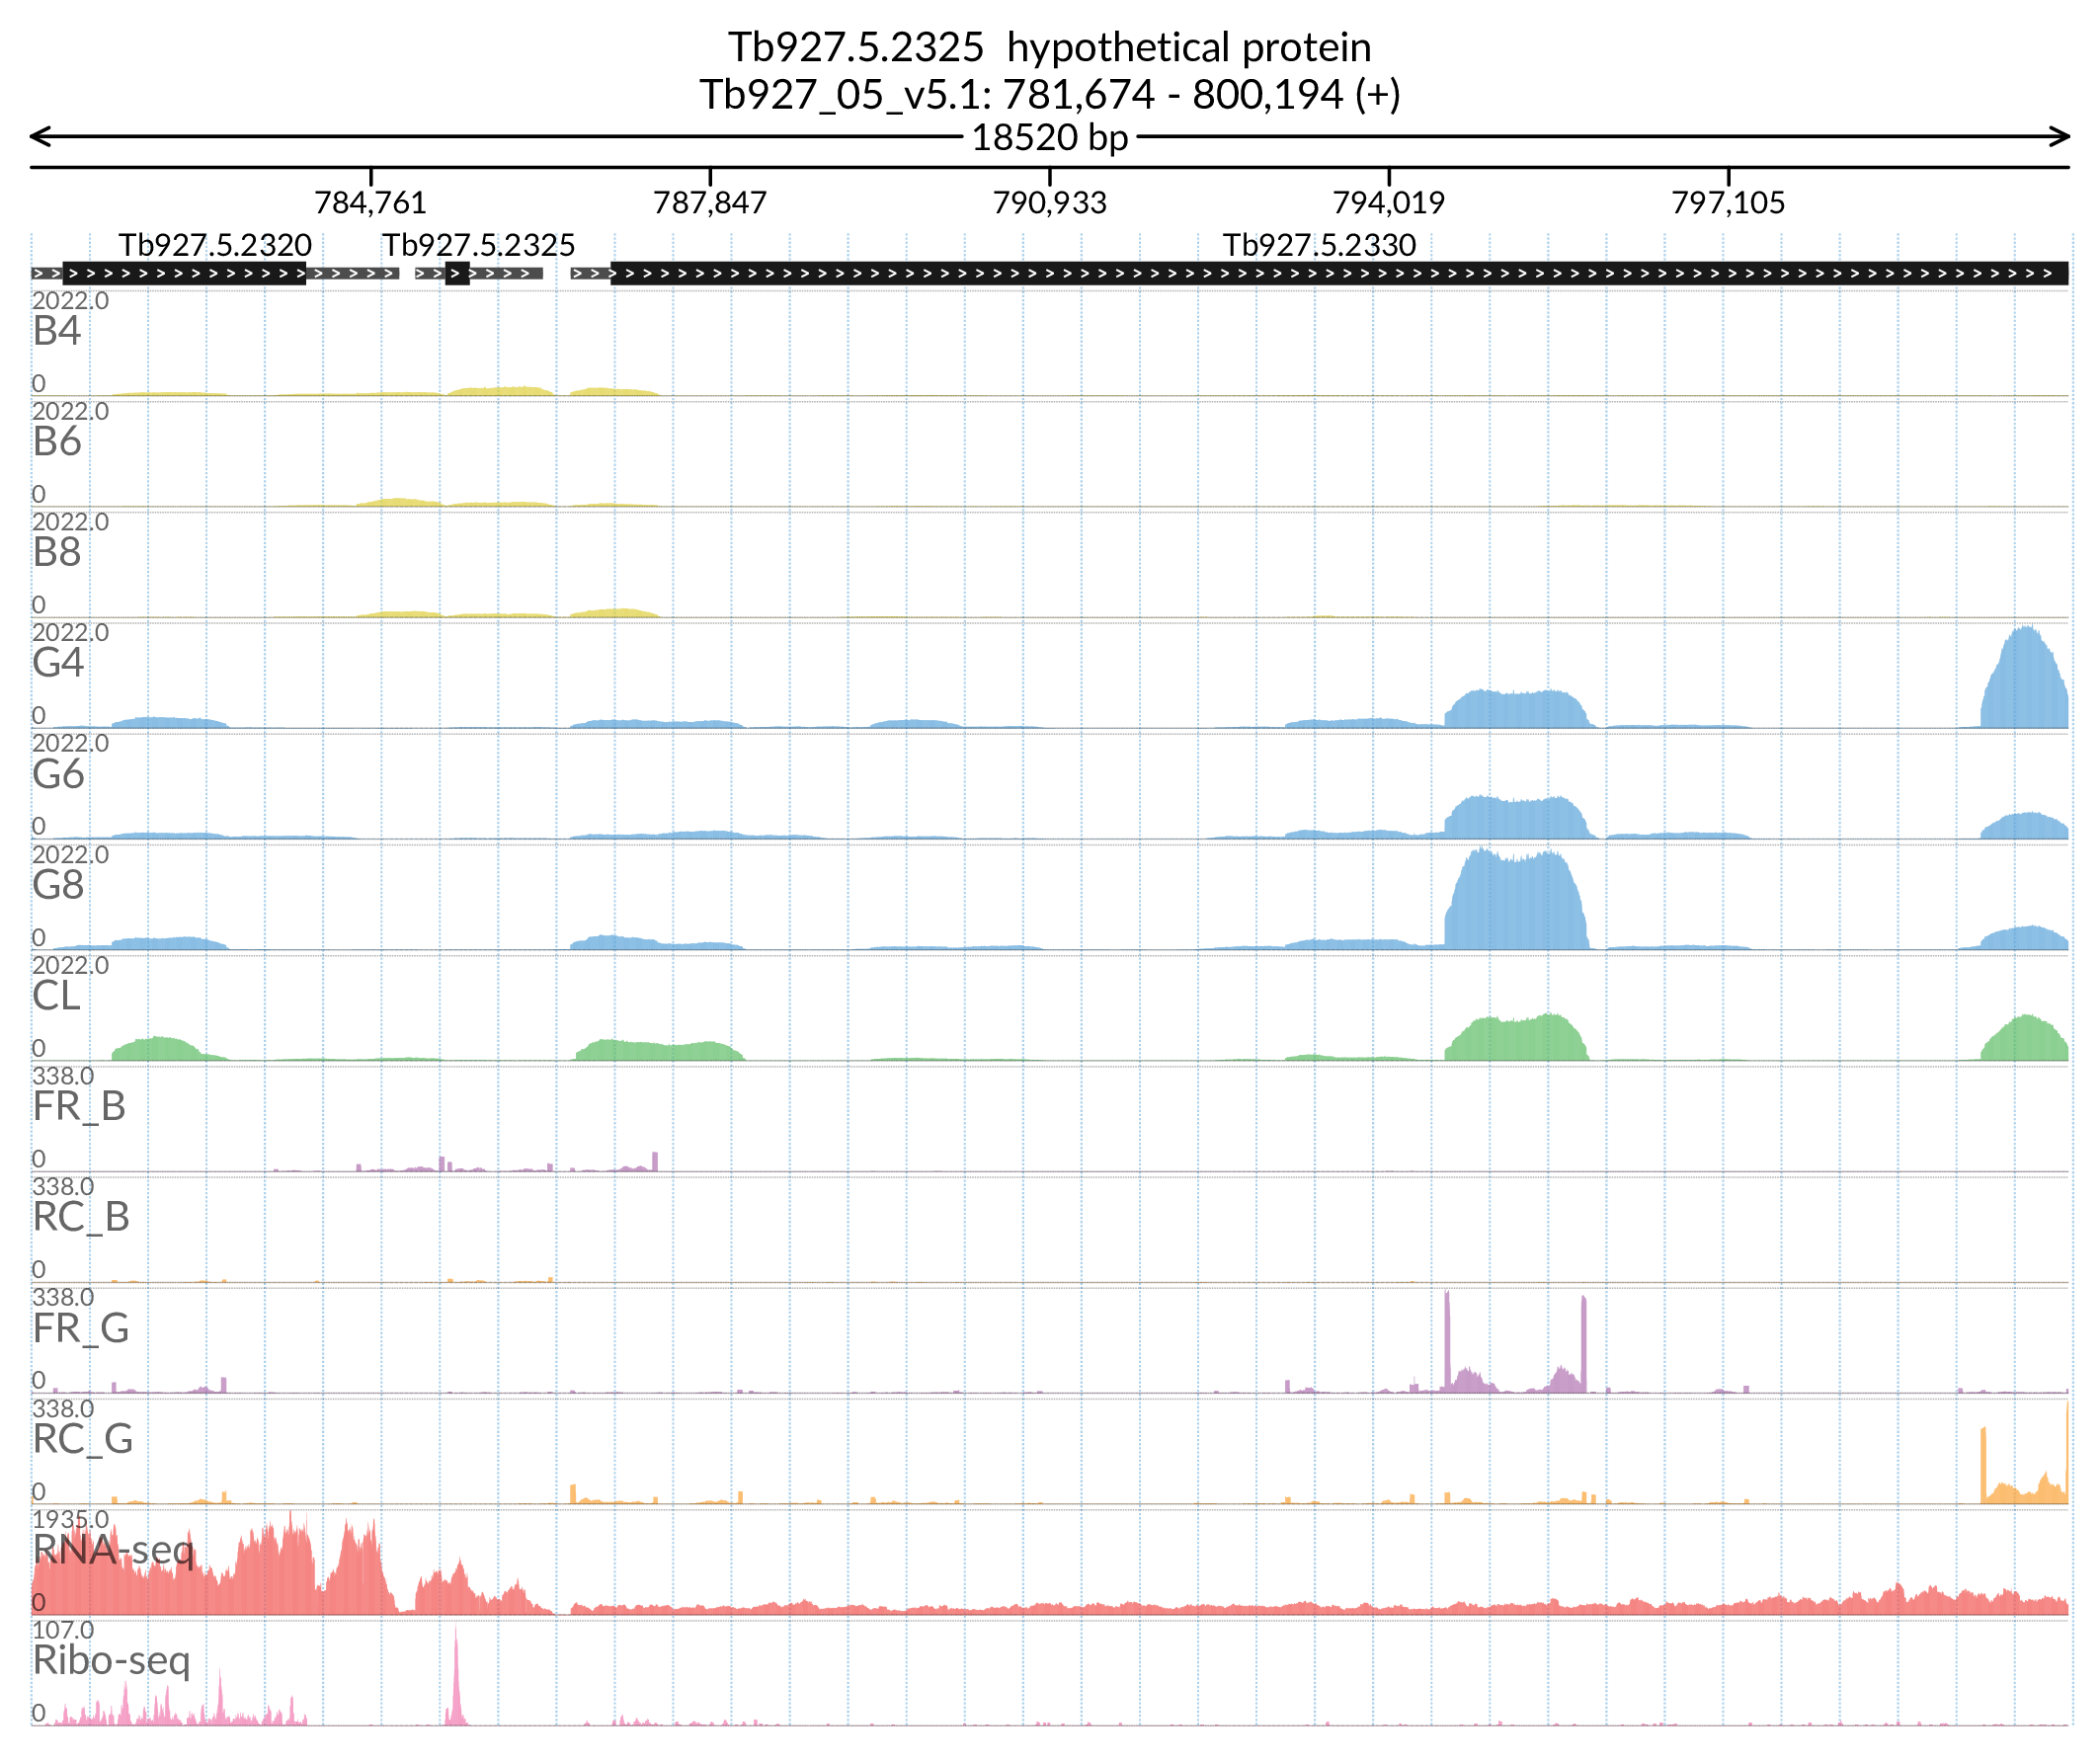 Tb927.5.2325  hypothetical protein
Tb927_05_v5.1: 781,674 - 800,194 (+)
18520 bp
784,761 787,847 790,933 794,019 797,105
Tb927.5.2320 Tb927.5.2325 Tb927.5.2330
2022.0
B4
0
2022.0
B6
0
2022.0
B8
0
2022.0
G4
0
2022.0
G6
0
2022.0
G8
0
2022.0
CL
0
338.0
FR_B
0
338.0
RC_B
0
338.0
FR_G
0
338.0
RC_G
0
1935.0
RNA-seq
0
107.0
Ribo-seq
0